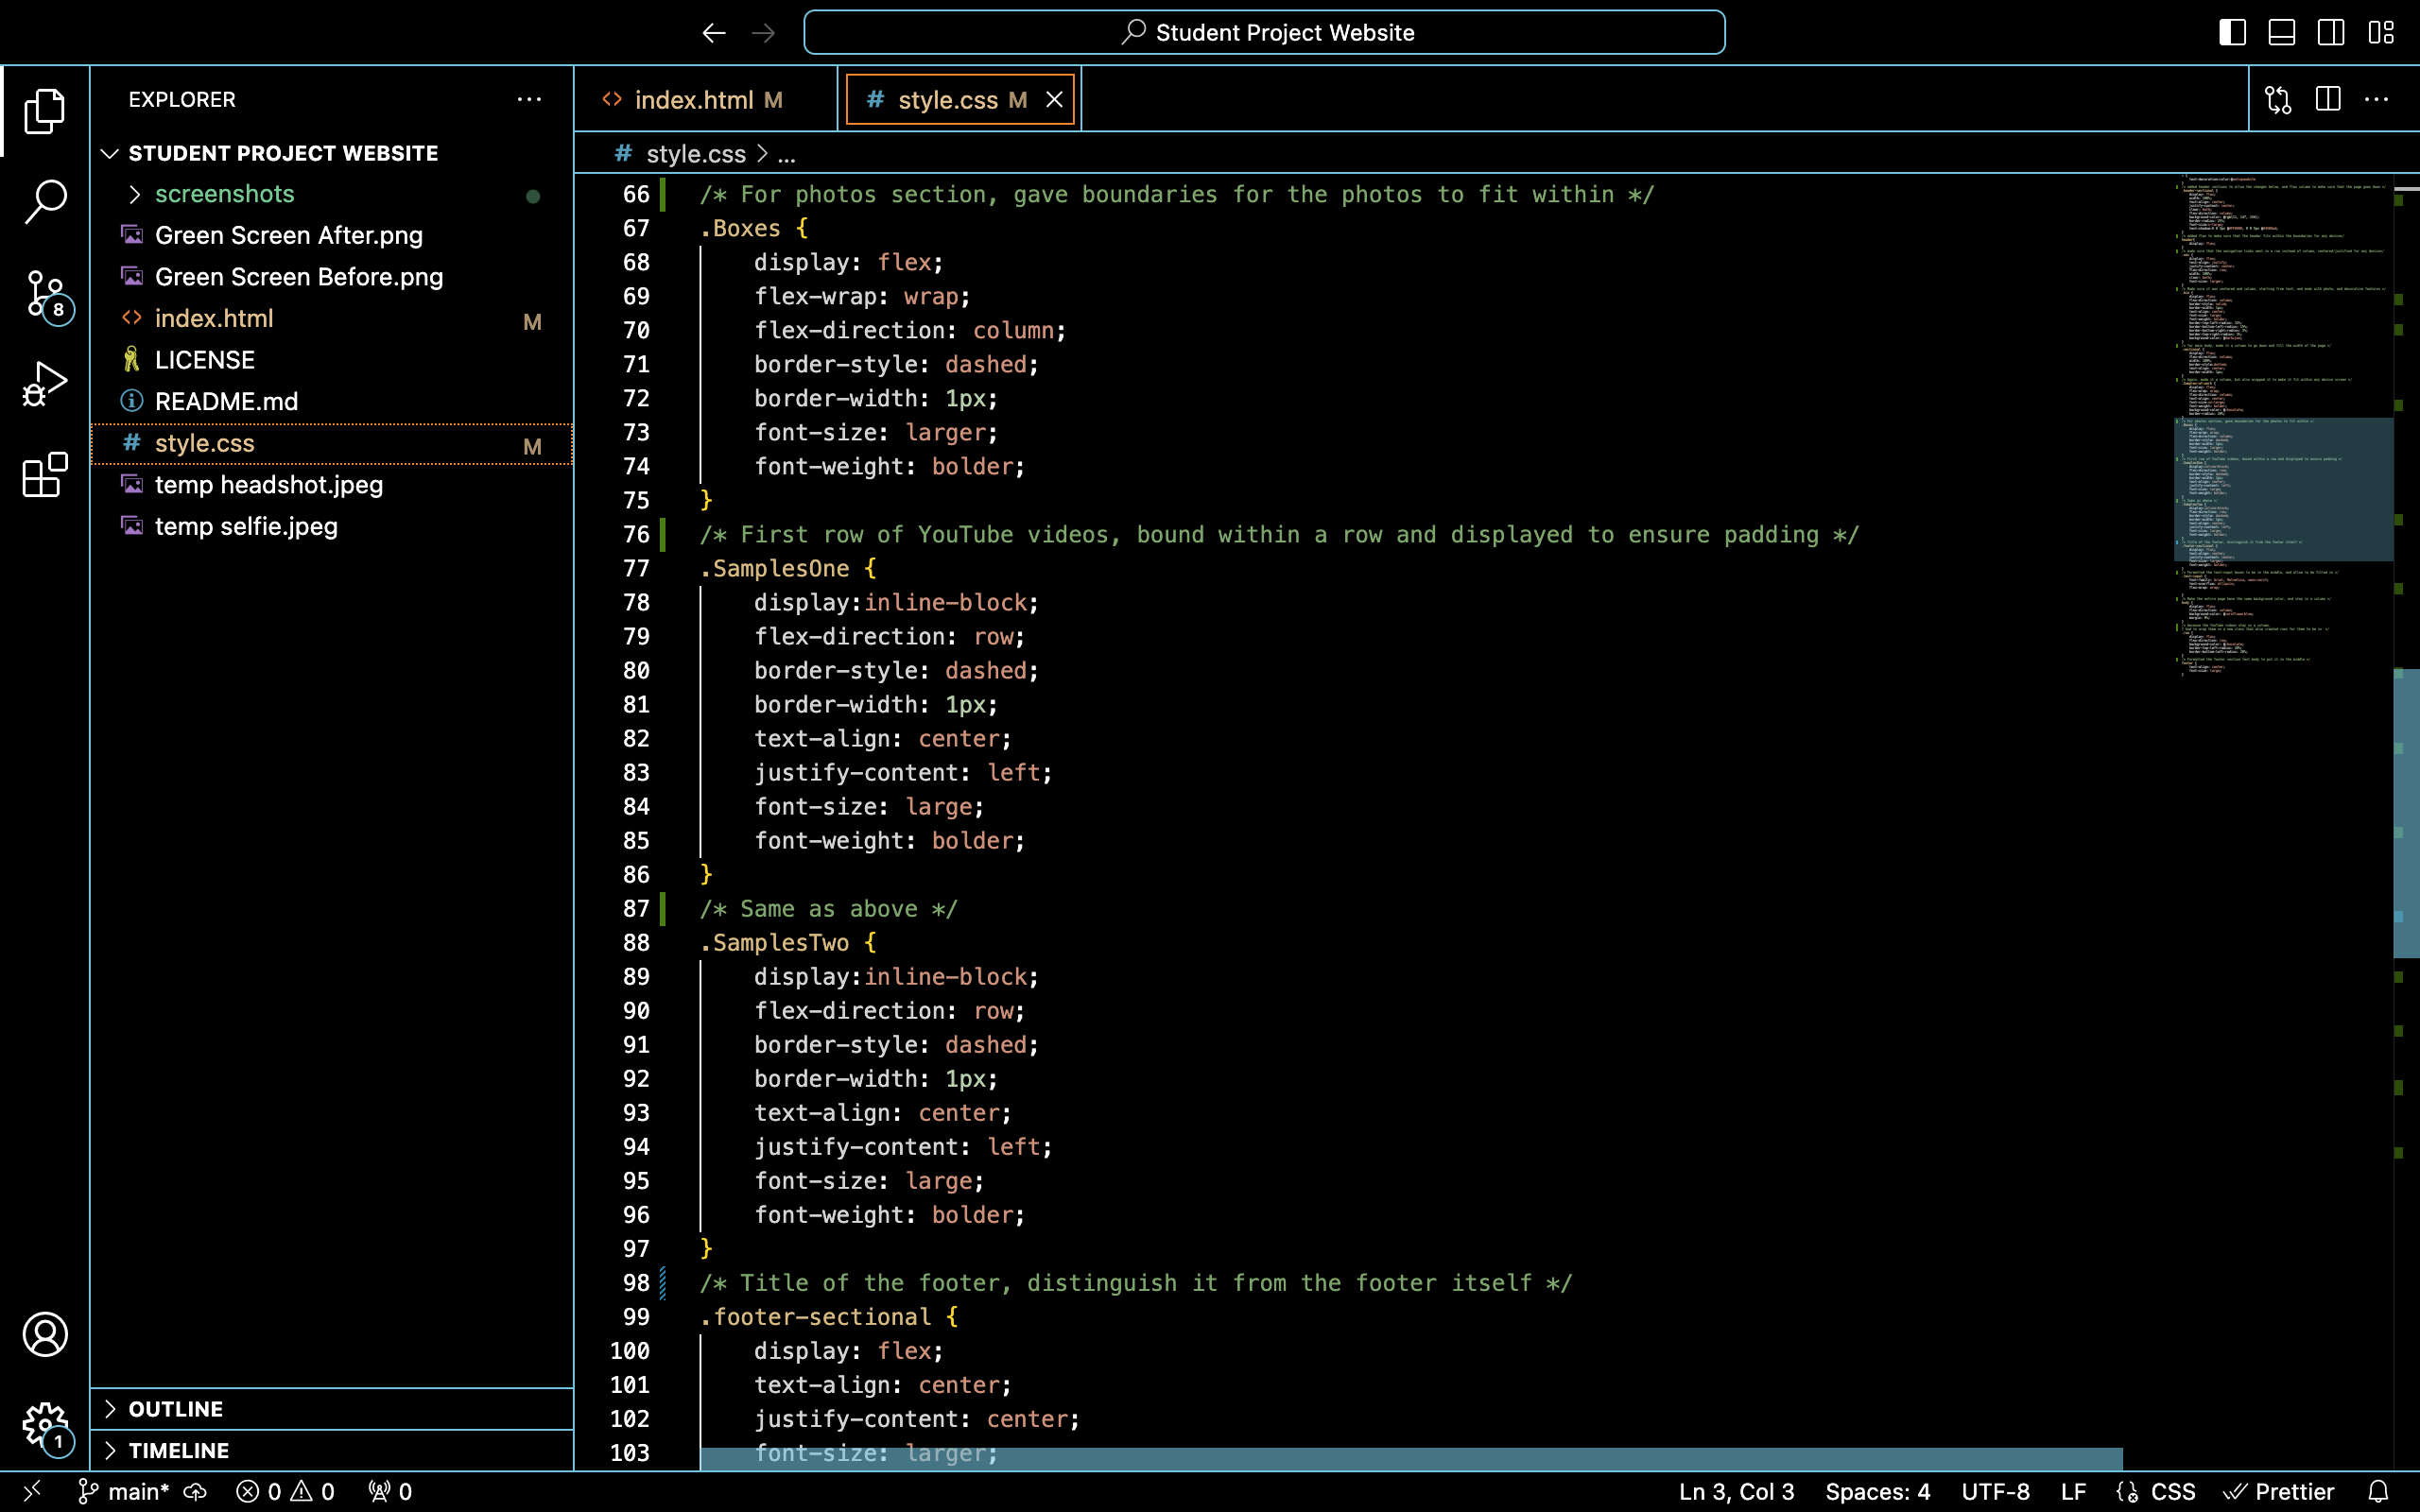 Student Project Website
EXPLORER
STUDENT PROJECT WEBSITE
screenshots
Green Screen After.png
Green Screen Before.png
index.html M
LICENSE
README.md
style.css M
temp headshot.jpeg
temp selfie.jpeg
8
1
OUTLINE
TIMELINE
index.html M
# style.css M
# style.css > ...
66 /* For photos section, gave boundaries for the photos to fit within */
67 .Boxes {
68 display: flex;
69 flex-wrap: wrap;
70 flex-direction: column;
71 border-style: dashed;
72 border-width: 1px;
73 font-size: larger;
74 font-weight: bolder;
75 }
76 /* First row of YouTube videos, bound within a row and displayed to ensure padding */
77 .SamplesOne {
78 display:inline-block;
79 flex-direction: row;
80 border-style: dashed;
81 border-width: 1px;
82 text-align: center;
83 justify-content: left;
84 font-size: large;
85 font-weight: bolder;
86 }
87 /* Same as above */
88 .SamplesTwo {
89 display:inline-block;
90 flex-direction: row;
91 border-style: dashed;
92 border-width: 1px;
93 text-align: center;
94 justify-content: left;
95 font-size: large;
96 font-weight: bolder;
97 }
98 /* Title of the footer, distinguish it from the footer itself */
99 .footer-sectional {
100 display: flex;
101 text-align: center;
102 justify-content: center;
103 font-size: larger;
main* 0 0 0 Ln 3, Col 3 Spaces: 4 UTF-8 LF CSS Prettier